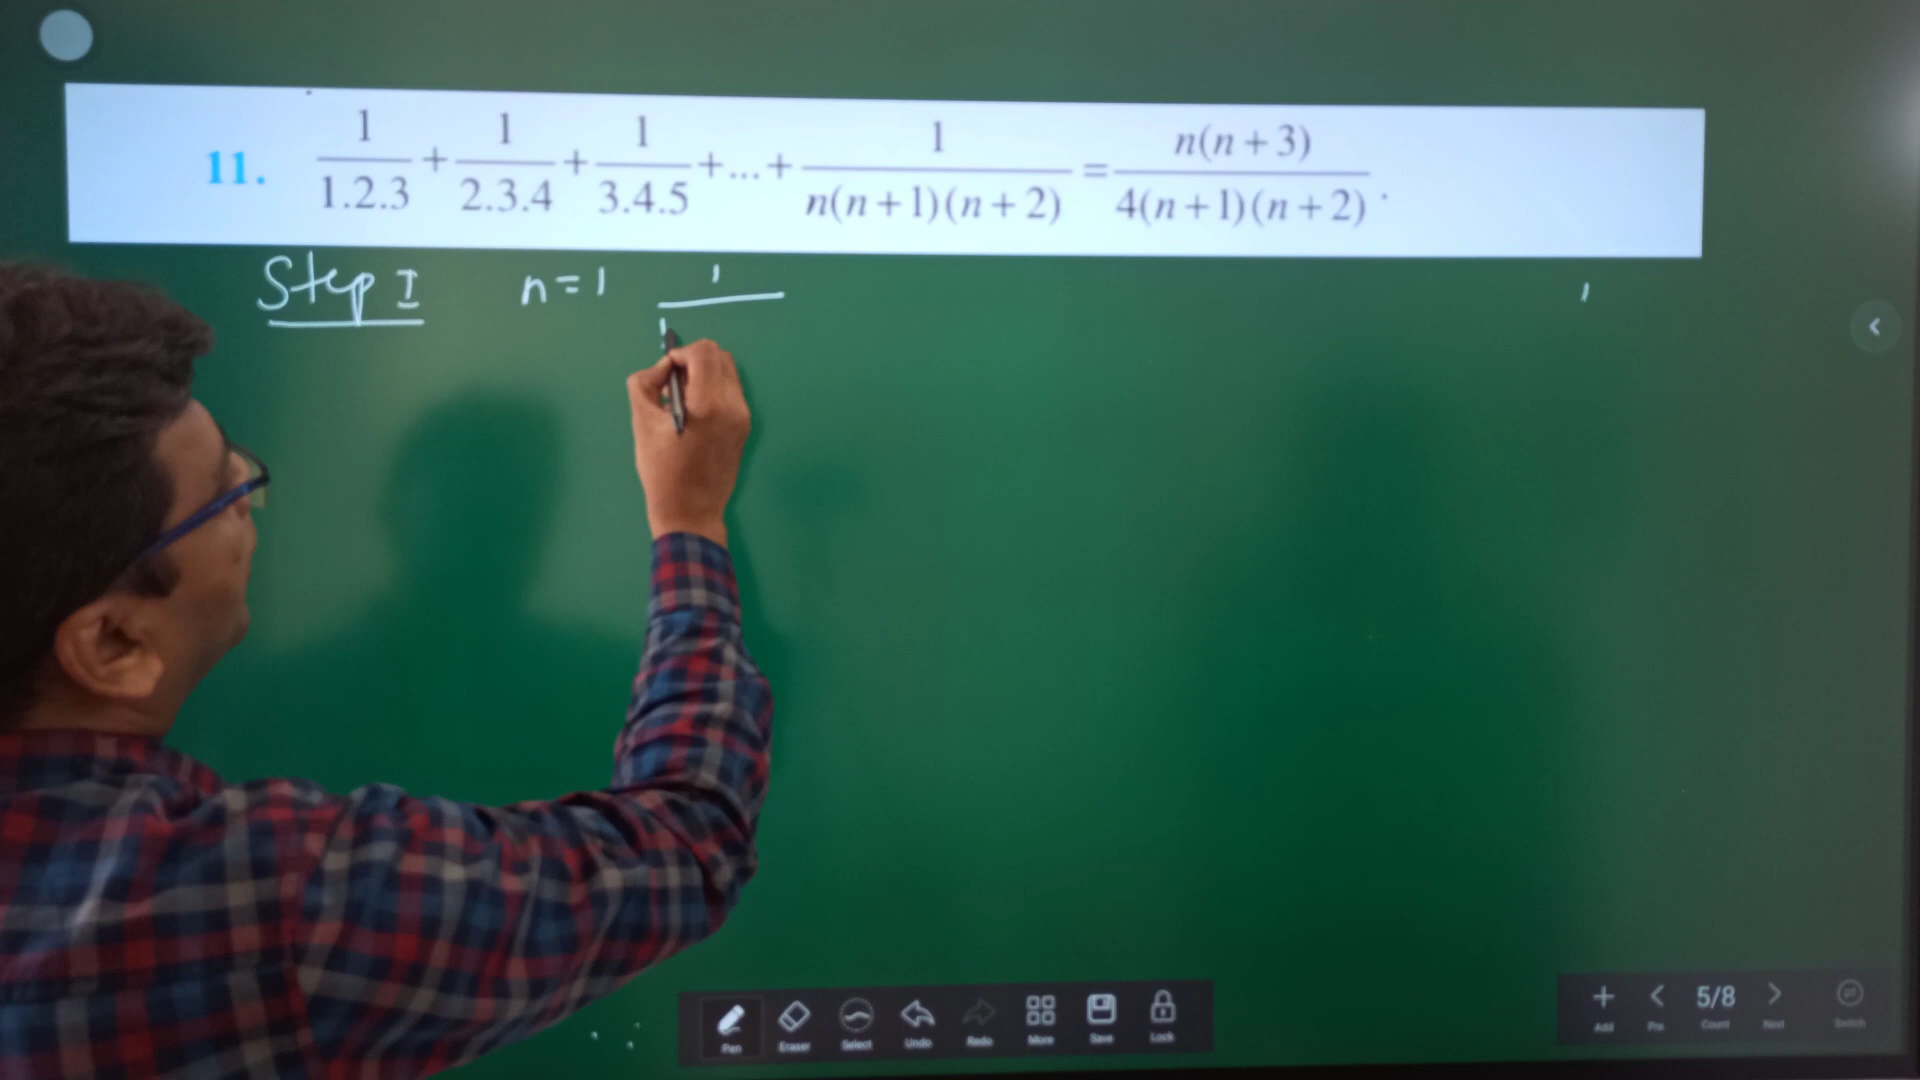 11. 1/1.2.3 + 1/2.3.4 + 1/3.4.5 +...+ 1/n(n+1)(n+2) = n(n+3)/4(n+1)(n+2) .
Step I n=1 1/1
Pen Eraser Select Undo Redo More Save Lock
5/8
Add Pre Count Next Switch